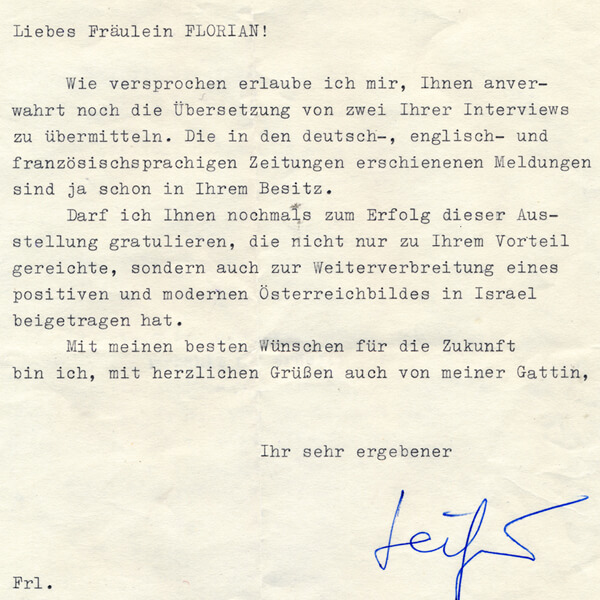 Liebes Fräulein FLORIAN!
Wie versprochen erlaube ich mir, Ihnen anver-
wahrt noch die Übersetzung von zwei Ihrer Interviews
zu übermitteln. Die in den deutsch-, englisch- und
französischsprachigen Zeitungen erschienenen Meldungen
sind ja schon in Ihrem Besitz.
Darf ich Ihnen nochmals zum Erfolg dieser Aus-
stellung gratulieren, die nicht nur zu Ihrem Vorteil
gereichte, sondern auch zur Weiterverbreitung eines
positiven und modernen Österreichbildes in Israel
beigetragen hat.
Mit meinen besten Wünschen für die Zukunft
bin ich, mit herzlichen Grüßen auch von meiner Gattin,
Ihr sehr ergebener
Frl.